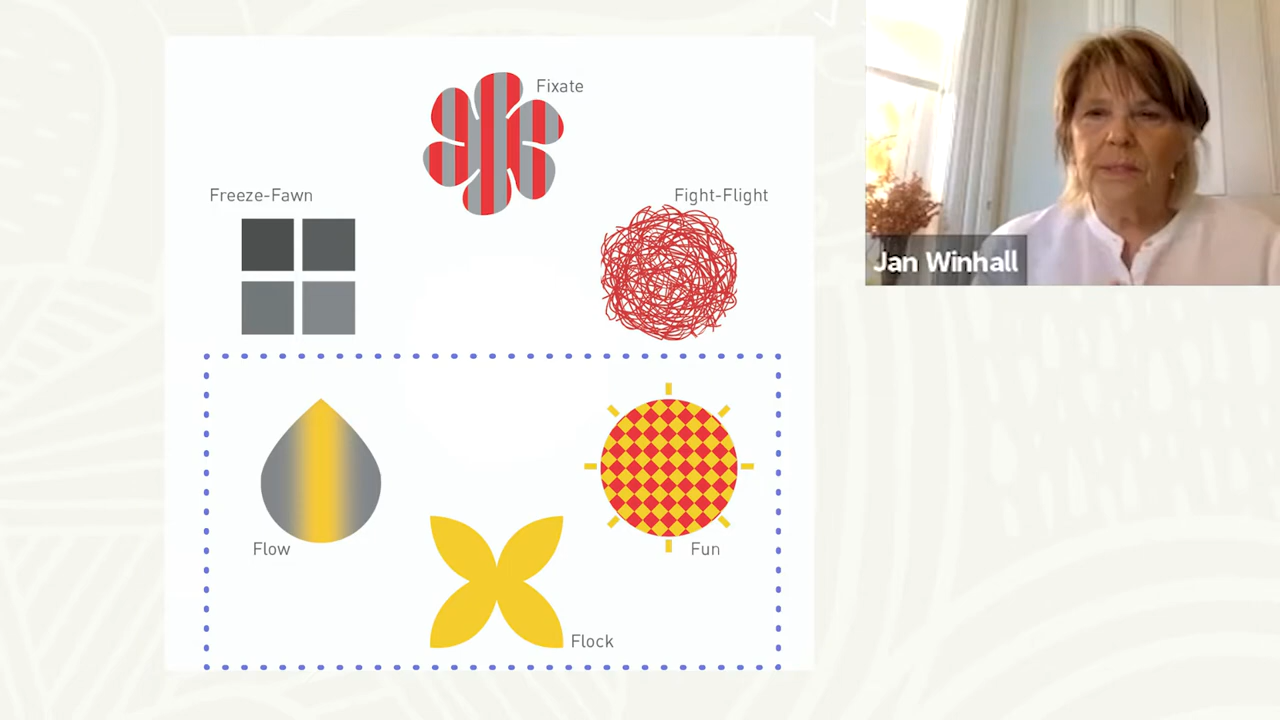 Fixate
Freeze-Fawn
Fight-Flight
Flow
Fun
Flock
Jan Winhall